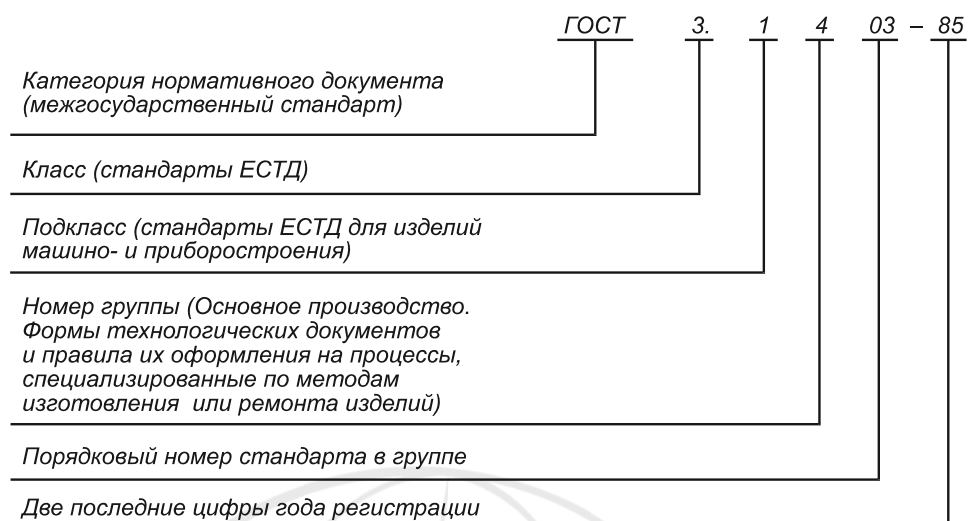 ГОСТ 3. 1 4 03 – 85
Категория нормативного документа
(межгосударственный стандарт)
Класс (стандарты ЕСТД)
Подкласс (стандарты ЕСТД для изделий
машино- и приборостроения)
Номер группы (Основное производство.
Формы технологических документов
и правила их оформления на процессы,
специализированные по методам
изготовления или ремонта изделий)
Порядковый номер стандарта в группе
Две последние цифры года регистрации